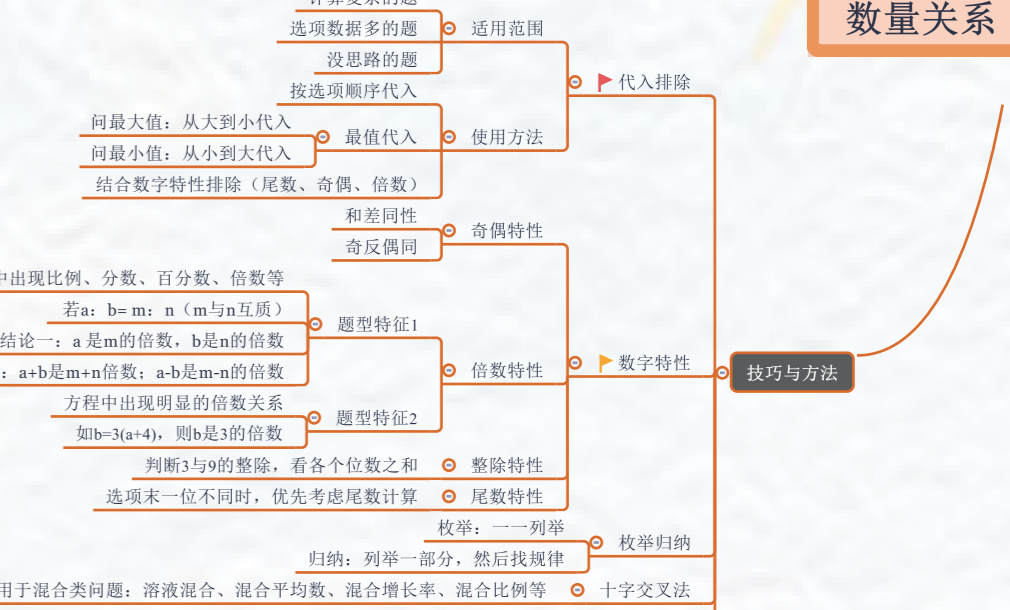 数量关系
选项数据多的题
适用范围
没思路的题
代入排除
按选项顺序代入
问最大值：从大到小代入
最值代入
使用方法
问最小值：从小到大代入
结合数字特性排除（尾数、奇偶、倍数）
和差同性
奇偶特性
奇反偶同
出现比例、分数、百分数、倍数等
若a：b= m：n（m与n互质）
题型特征1
结论一：a 是m的倍数，b是n的倍数
：a+b是m+n倍数；a-b是m-n的倍数
倍数特性
数字特性
技巧与方法
方程中出现明显的倍数关系
题型特征2
如b=3(a+4)，则b是3的倍数
判断3与9的整除，看各个位数之和
整除特性
选项末一位不同时，优先考虑尾数计算
尾数特性
枚举：一一列举
枚举归纳
归纳：列举一部分，然后找规律
用于混合类问题：溶液混合、混合平均数、混合增长率、混合比例等
十字交叉法